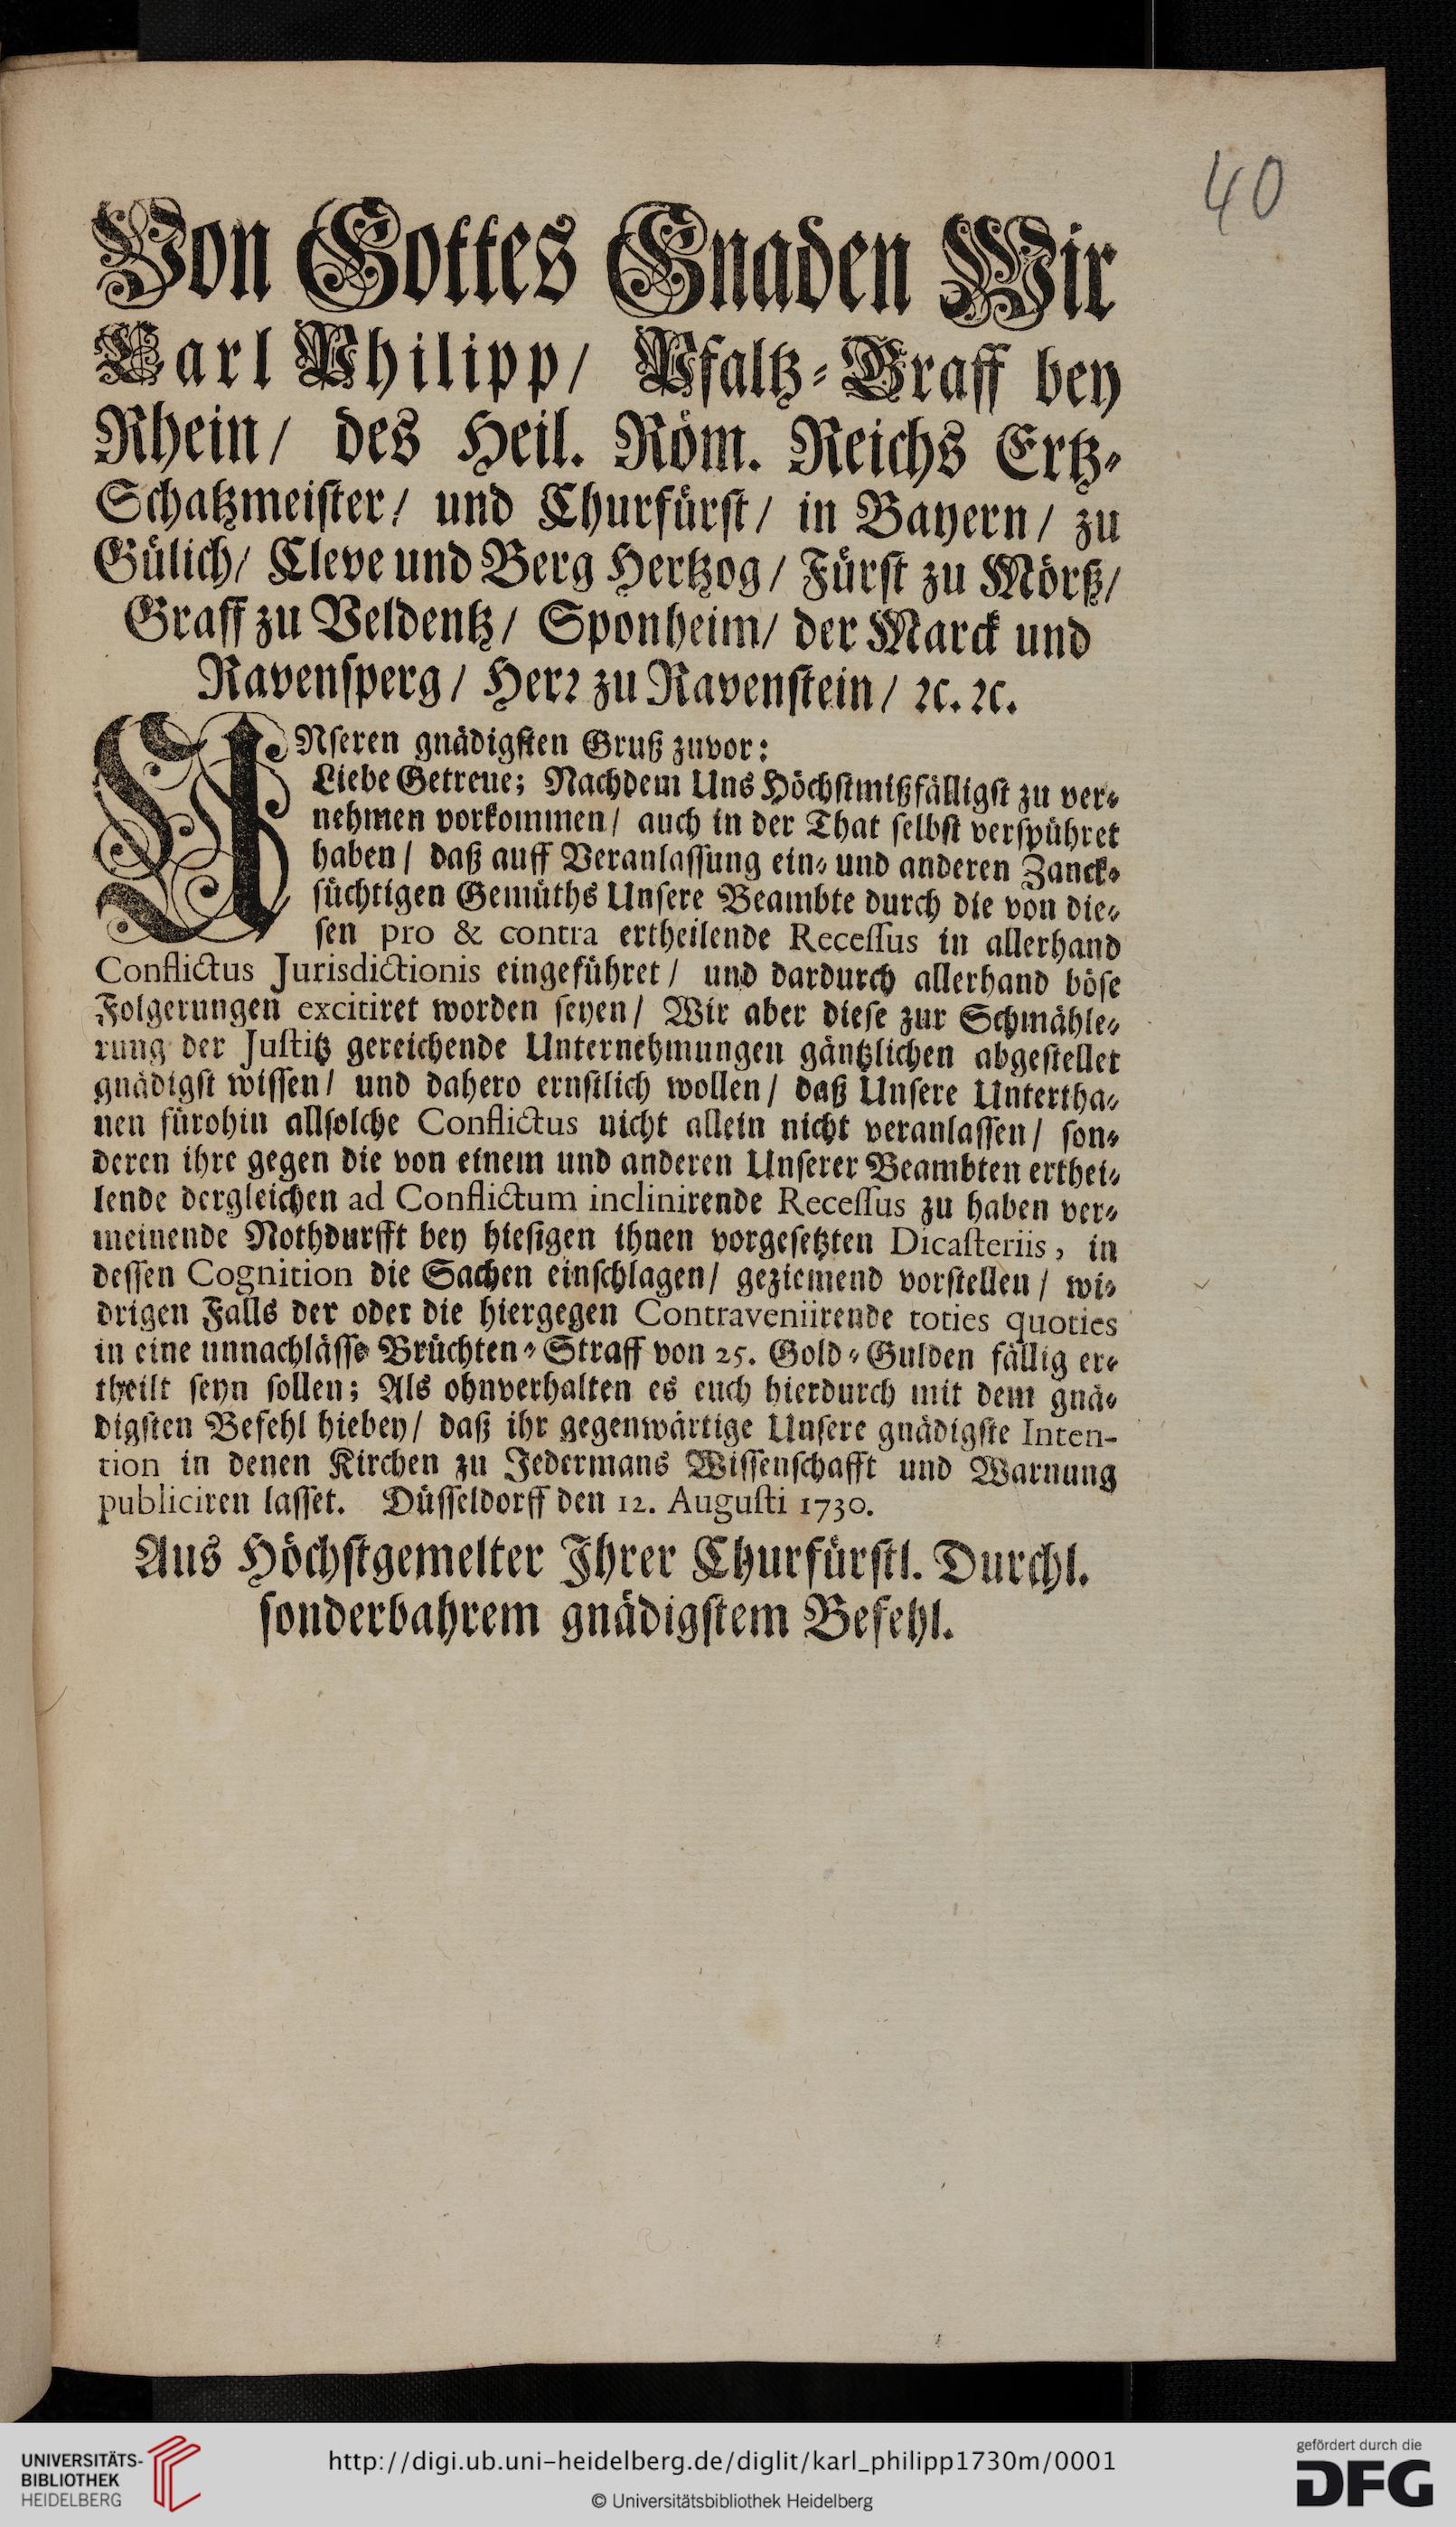 40
Von Gottes Gnaden Wir
Carl Philipp/ Pfaltz-Graff bey
Rhein/ des Heil. Röm. Reichs Ertz-
Schatzmeister/ und Churfürst/ in Bayern/ zu
Gülich/ Cleve und Berg Hertzog/ Fürst zu Mörß/
Graff zu Veldentz/ Sponheim/ der Marck und
Ravensperg/ Herr zu Ravenstein/ ꝛc. ꝛc.
UNseren gnädigsten Gruß zuvor:
Liebe Getreue; Nachdem Uns Höchstmißfälligst zu ver-
nehmen vorkommen/ auch in der That selbst verspühret
haben/ daß auff Veranlassung ein- und anderen Zanck-
süchtigen Gemüths Unsere Beambte durch die von die-
sen pro & contra ertheilende Recessus in allerhand
Conflictus Jurisdictionis eingeführet/ und dardurch allerhand böse
Folgerungen excitiret worden seyen/ Wir aber diese zur Schmähle-
rung der Justitz gereichende Unternehmungen gäntzlichen abgestellet
gnädigst wissen/ und dahero ernstlich wollen/ daß Unsere Untertha-
nen fürohin allsolche Conflictus nicht allein nicht veranlassen/ son-
deren ihre gegen die von einem und anderen Unserer Beambten erthei-
lende dergleichen ad Conflictum inclinirende Recessus zu haben ver-
meinende Nothdurfft bey hiesigen ihnen vorgesetzten Dicasteriis, in
dessen Cognition die Sachen einschlagen/ geziemend vorstellen/ wi-
drigen Falls der oder die hiergegen Contraveniirende toties quoties
in eine unnachlässe Brüchten-Straff von 25. Gold-Gulden fällig er-
theilt seyn sollen; Als ohnverhalten es euch hierdurch mit dem gnä-
digsten Befehl hiebey/ daß ihr gegenwärtige Unsere gnädigste Inten-
tion in denen Kirchen zu Jedermans Wissenschafft und Warnung
publiciren lasset. Düsseldorff den 12. Augusti 1730.
Aus Höchstgemelter Ihrer Churfürstl. Durchl.
sonderbahrem gnädigstem Befehl.
UNIVERSITÄTS-
BIBLIOTHEK
HEIDELBERG
http://digi.ub.uni-heidelberg.de/diglit/karl_philipp1730m/0001
© Universitätsbibliothek Heidelberg
gefördert durch die
DFG